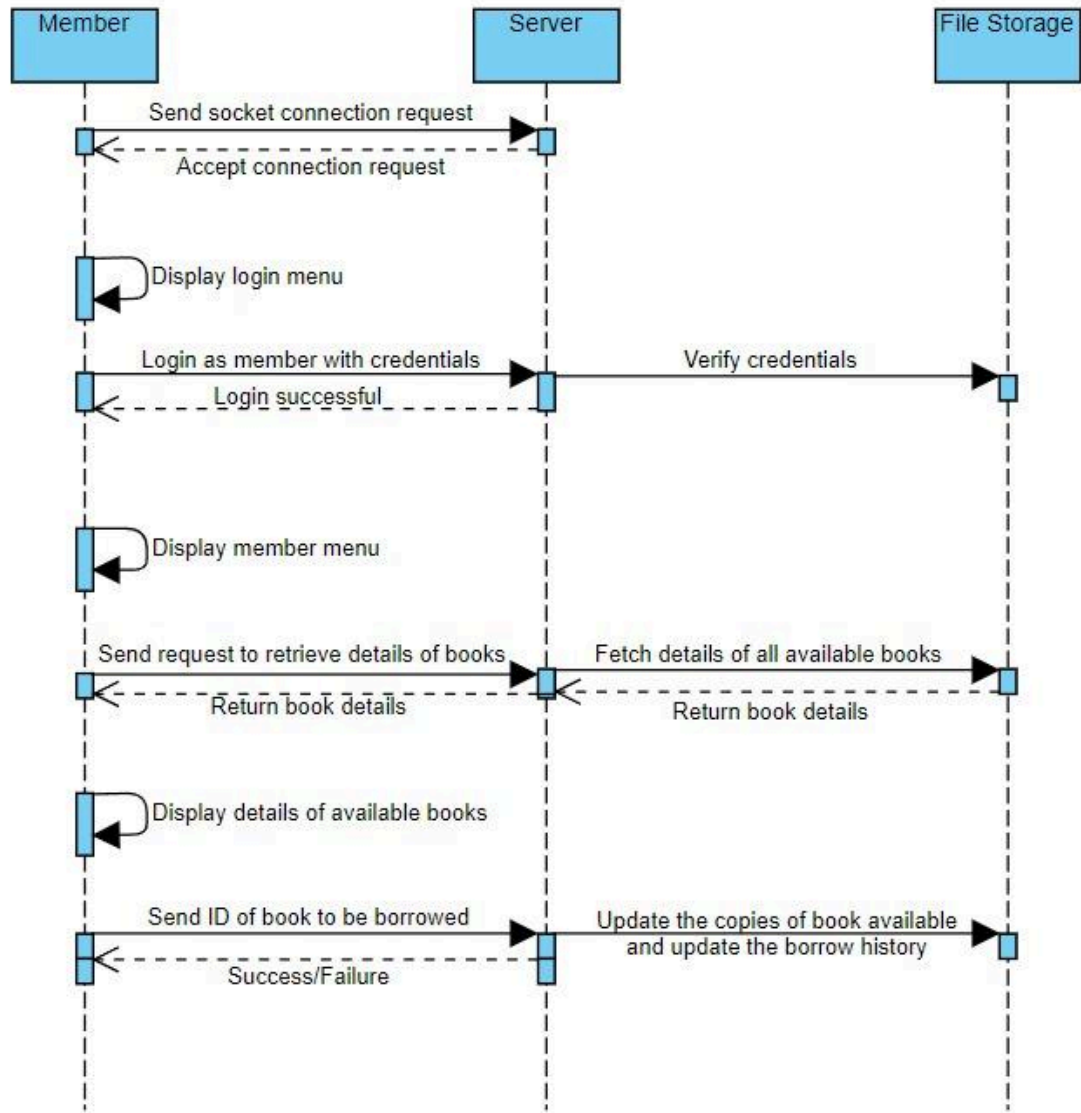 Member
Server
File Storage
Send socket connection request
Accept connection request
Display login menu
Login as member with credentials
Verify credentials
Login successful
Display member menu
Send request to retrieve details of books
Fetch details of all available books
Return book details
Return book details
Display details of available books
Send ID of book to be borrowed
Update the copies of book available
and update the borrow history
Success/Failure